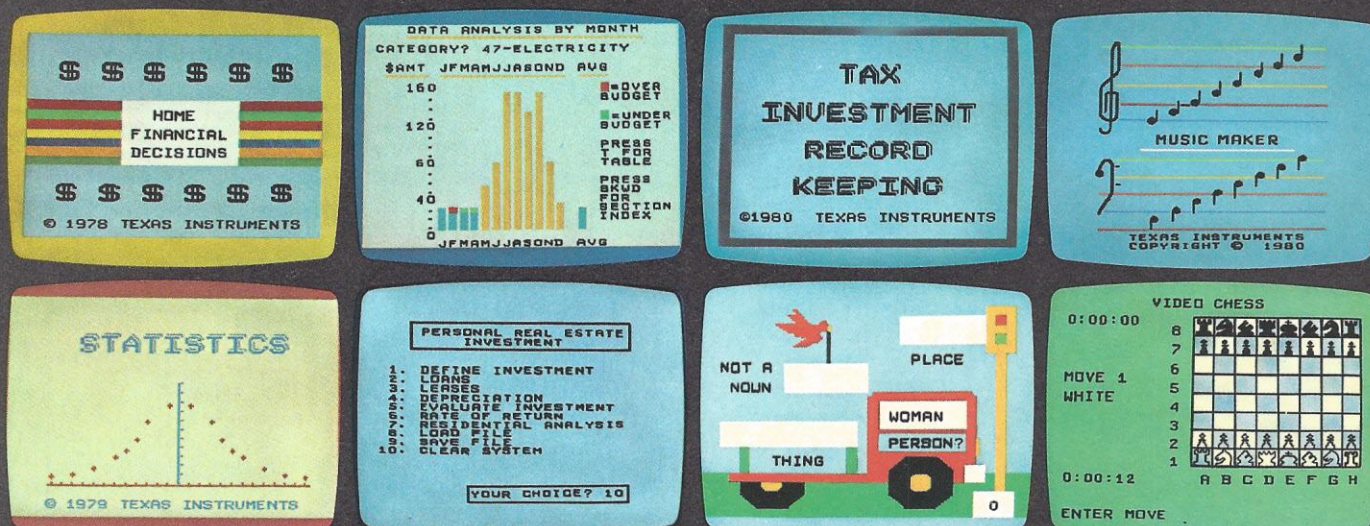 $ $ $ $ $ $
HOME
FINANCIAL
DECISIONS
$ $ $ $ $ $
© 1978 TEXAS INSTRUMENTS
DATA ANALYSIS BY MONTH
CATEGORY? 47-ELECTRICITY
$AMT JFMAMJJASOND AVG
160
120
60
40
0
=OVER
BUDGET
=UNDER
BUDGET
PRESS
T FOR
TABLE
PRESS
SKWD
FOR
SECTION
INDEX
JFMAMJJASOND AVG
TAX
INVESTMENT
RECORD
KEEPING
©1980 TEXAS INSTRUMENTS
MUSIC MAKER
TEXAS INSTRUMENTS
COPYRIGHT © 1980
STATISTICS
© 1979 TEXAS INSTRUMENTS
PERSONAL REAL ESTATE
INVESTMENT
1. DEFINE INVESTMENT
2. LOANS
3. LEASES
4. DEPRECIATION
5. EVALUATE INVESTMENT
6. RATE OF RETURN
7. RESIDENTIAL ANALYSIS
8. LOAD FILE
9. SAVE FILE
10. CLEAR SYSTEM
YOUR CHOICE? 10
NOT A
NOUN
PLACE
WOMAN
PERSON?
THING
0
VIDEO CHESS
0:00:00
8
7
6
5
4
3
2
1
MOVE 1
WHITE
0:00:12
A B C D E F G H
ENTER MOVE